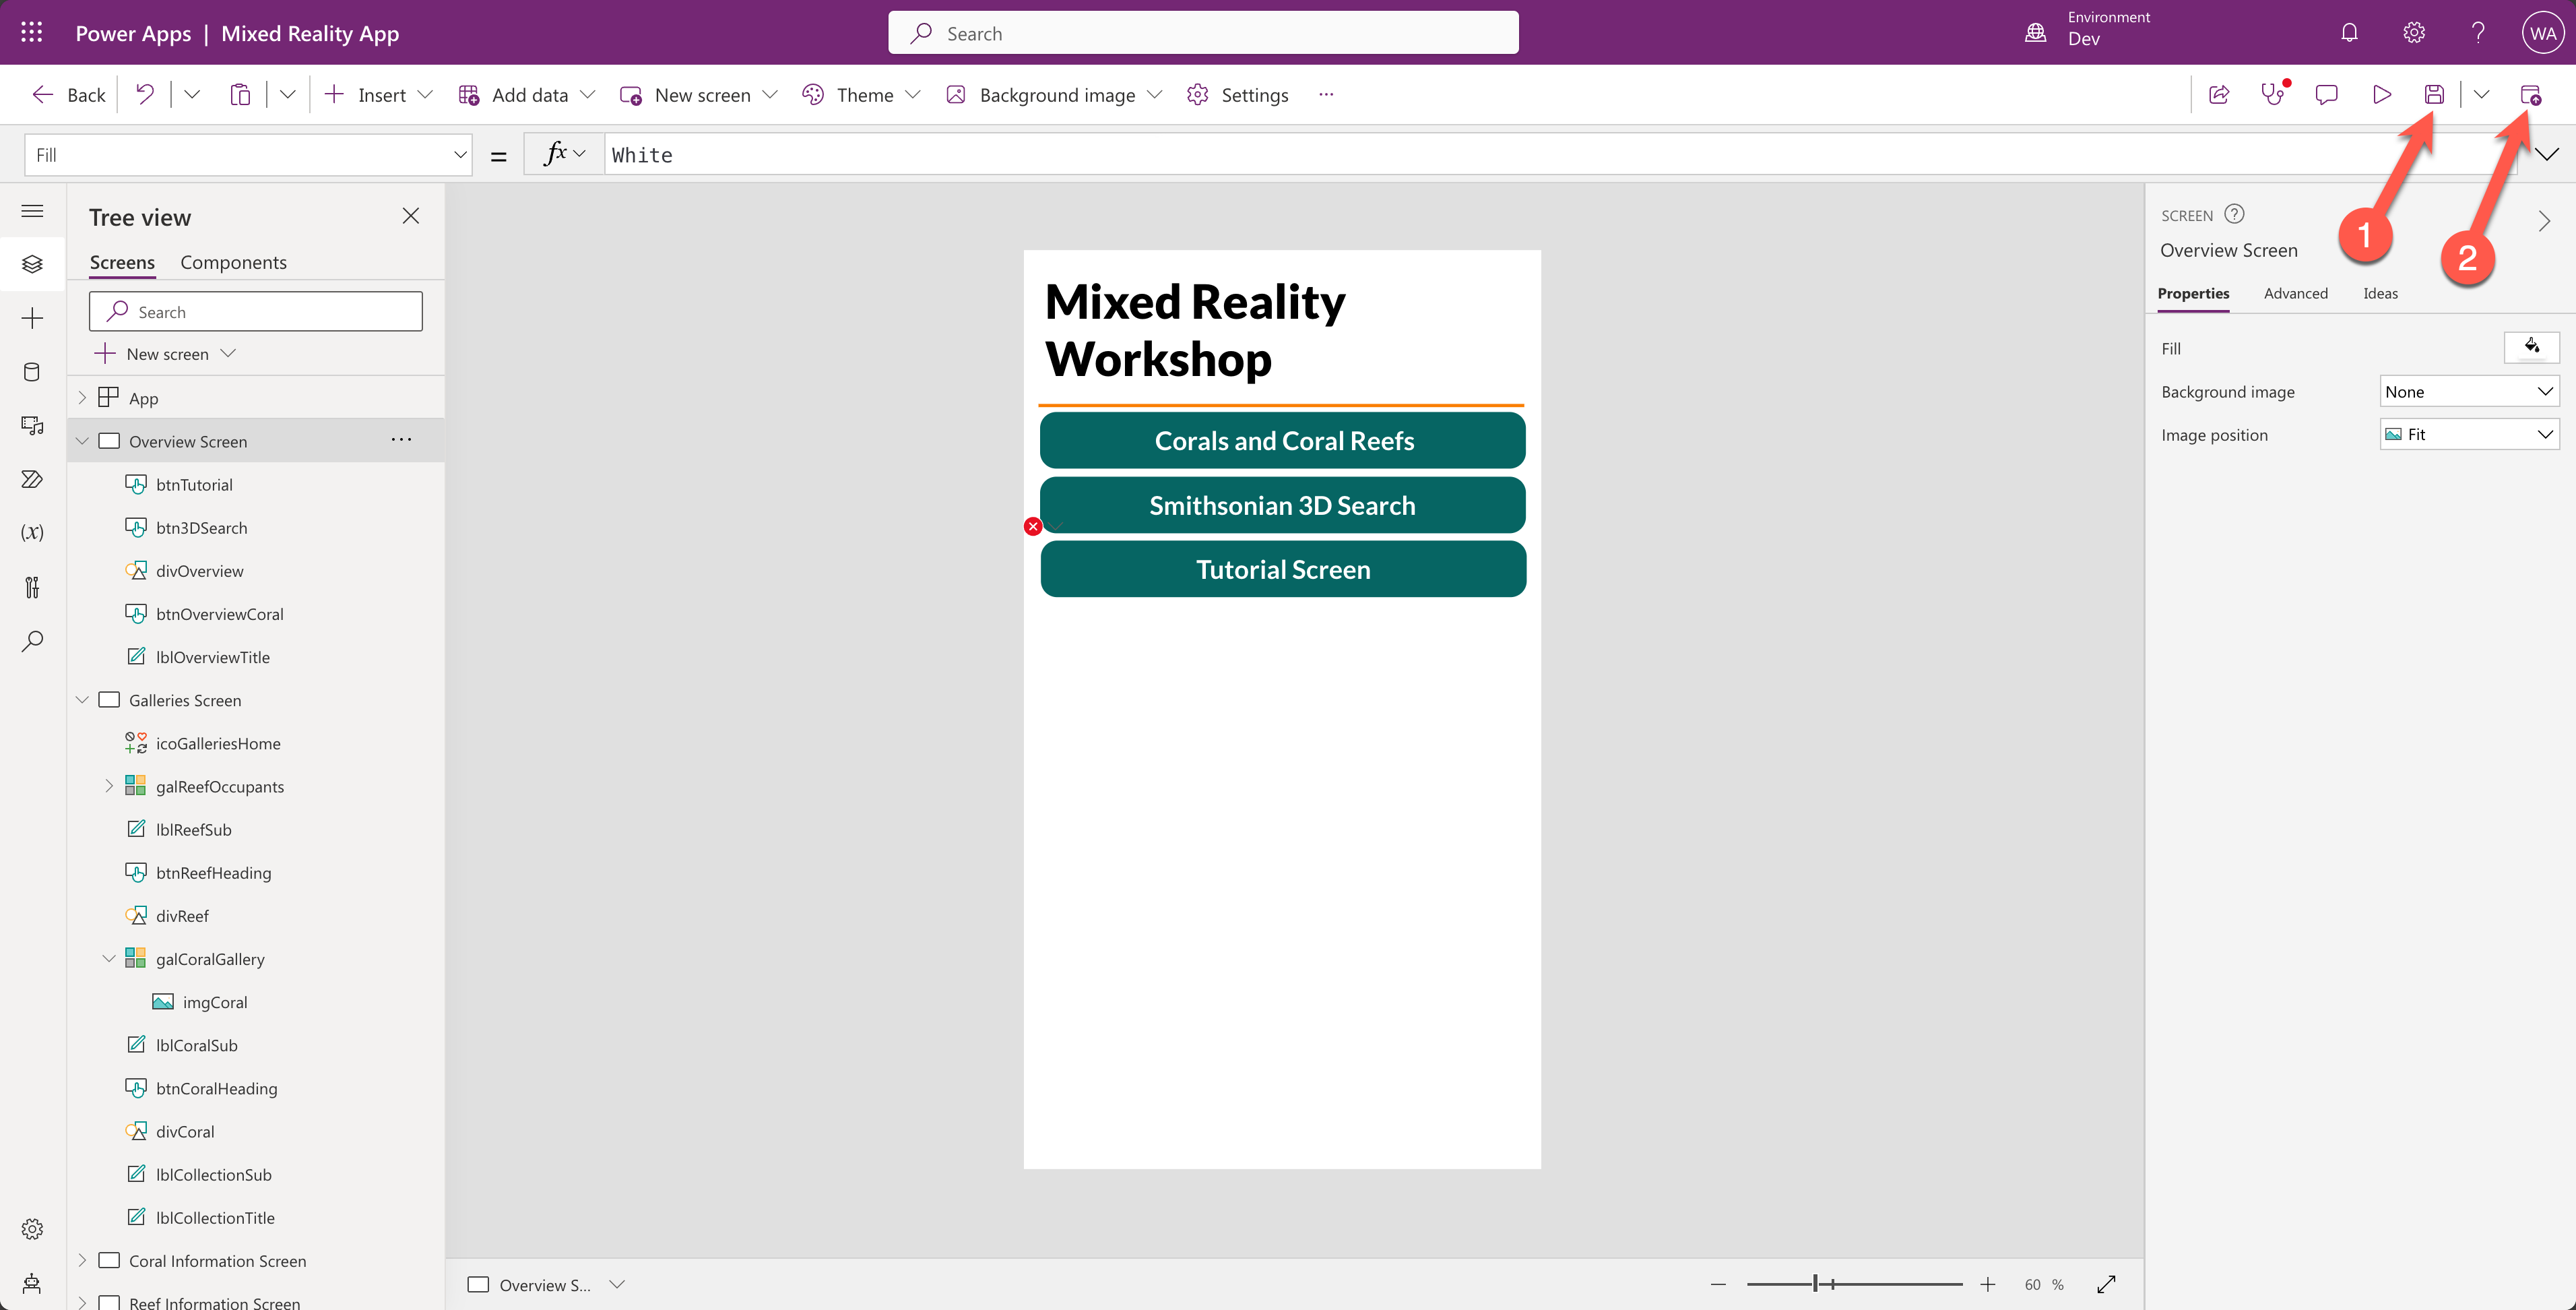 Power Apps | Mixed Reality App
Search
Environment
Dev
WA
Back
Insert
Add data
New screen
Theme
Background image
Settings
Fill
=
fx
White
1
2
Tree view
Screens
Components
Search
New screen
App
Overview Screen
btnTutorial
btn3DSearch
divOverview
btnOverviewCoral
lblOverviewTitle
Galleries Screen
icoGalleriesHome
galReefOccupants
lblReefSub
btnReefHeading
divReef
galCoralGallery
imgCoral
lblCoralSub
btnCoralHeading
divCoral
lblCollectionSub
lblCollectionTitle
Coral Information Screen
Reef Information Screen
(x)
Mixed Reality
Workshop
Corals and Coral Reefs
Smithsonian 3D Search
Tutorial Screen
SCREEN
Overview Screen
Properties
Advanced
Ideas
Fill
Background image
None
Image position
Fit
Overview S...
60 %